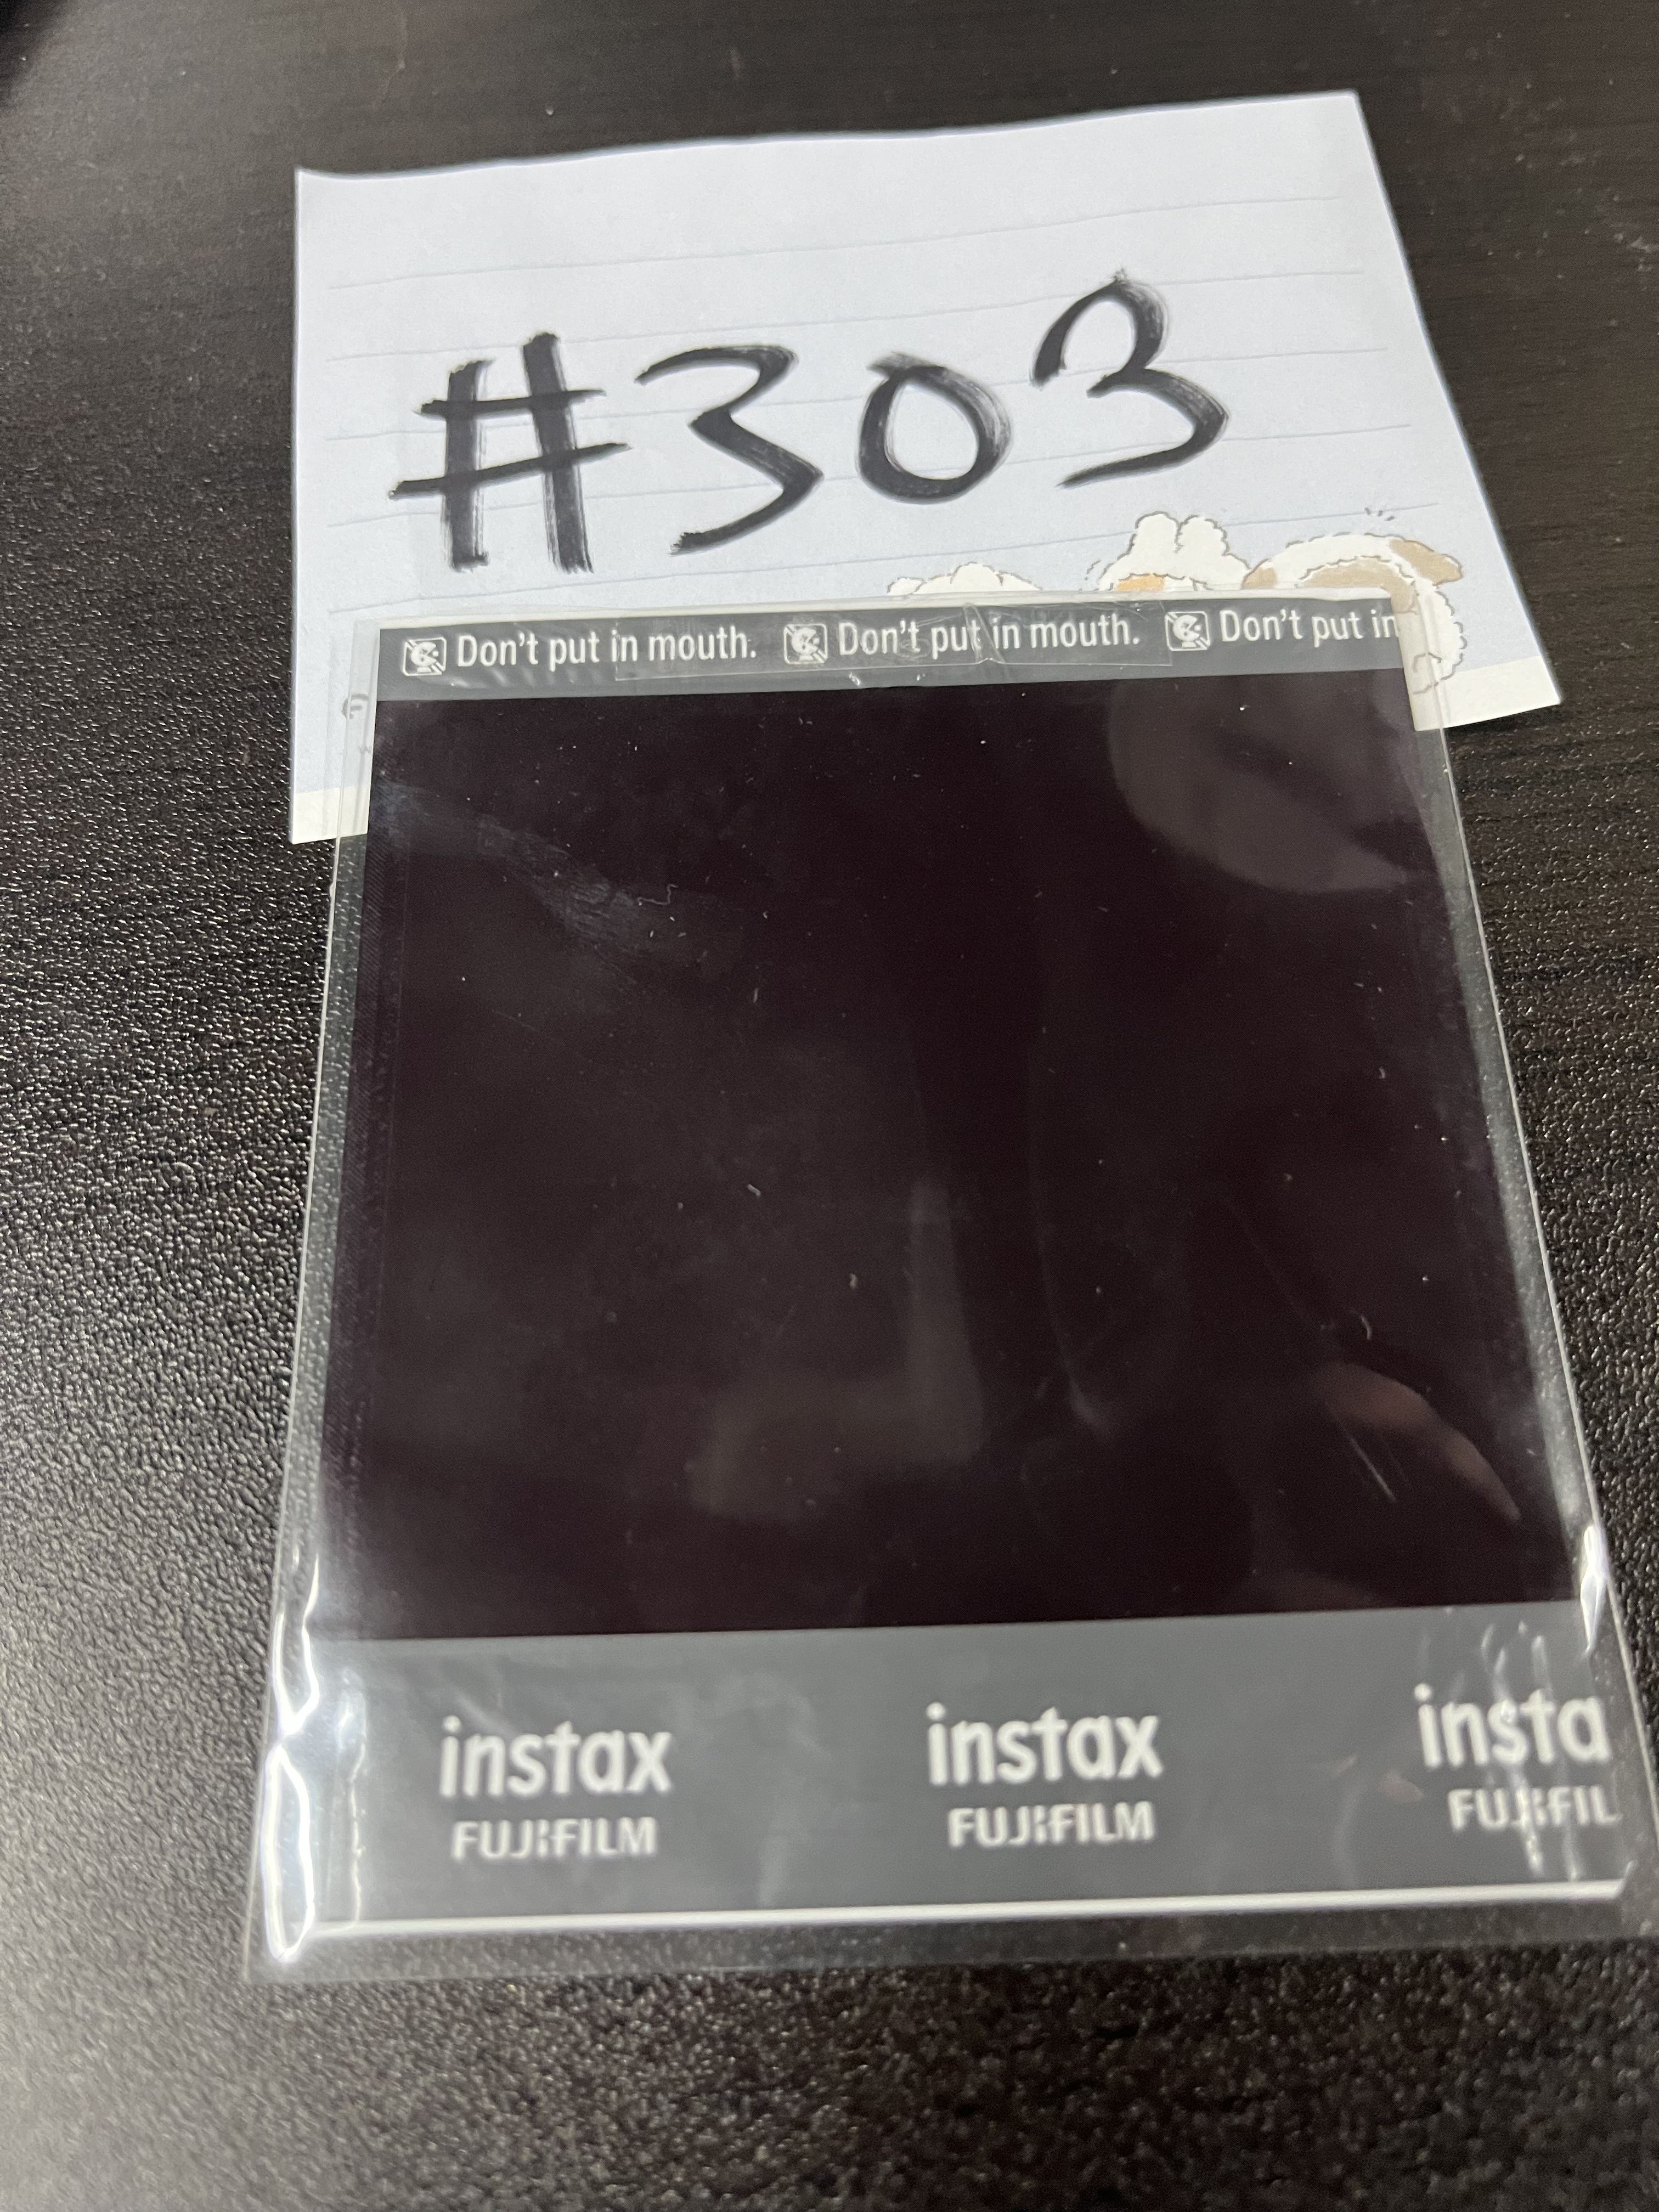 #303
Don't put in mouth. Don't put in mouth. Don't put in
instax instax insta
FUJIFILM FUJIFILM FUJIFIL